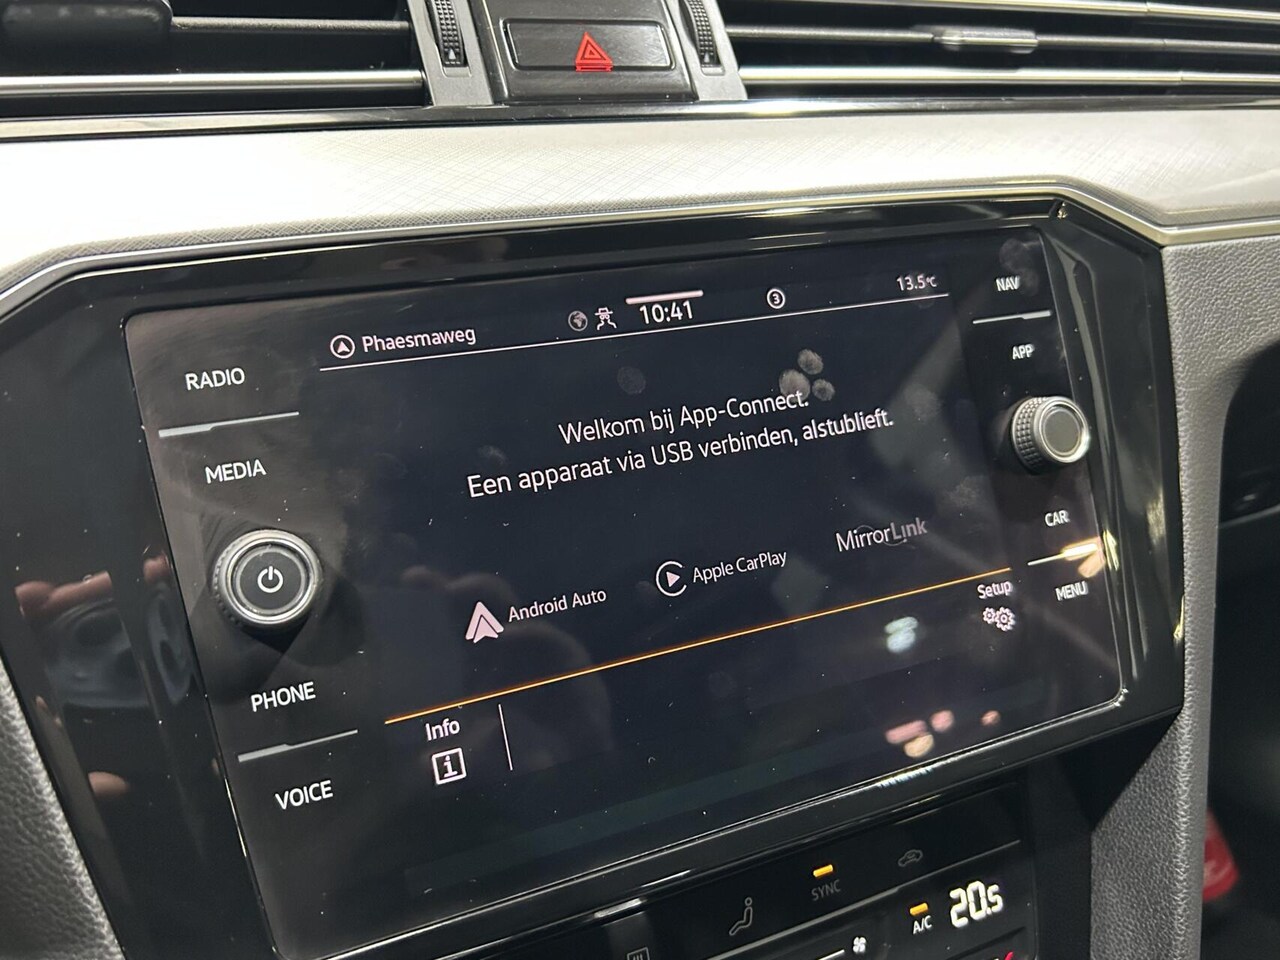 Phaesmaweg
10:41
3
13.5°C
NAV
RADIO
APP
Welkom bij App-Connect.
Een apparaat via USB verbinden, alstublieft.
MEDIA
CAR
MirrorLink
Apple CarPlay
Android Auto
Setup
MENU
PHONE
Info
i
VOICE
SYNC
A/C
20.5